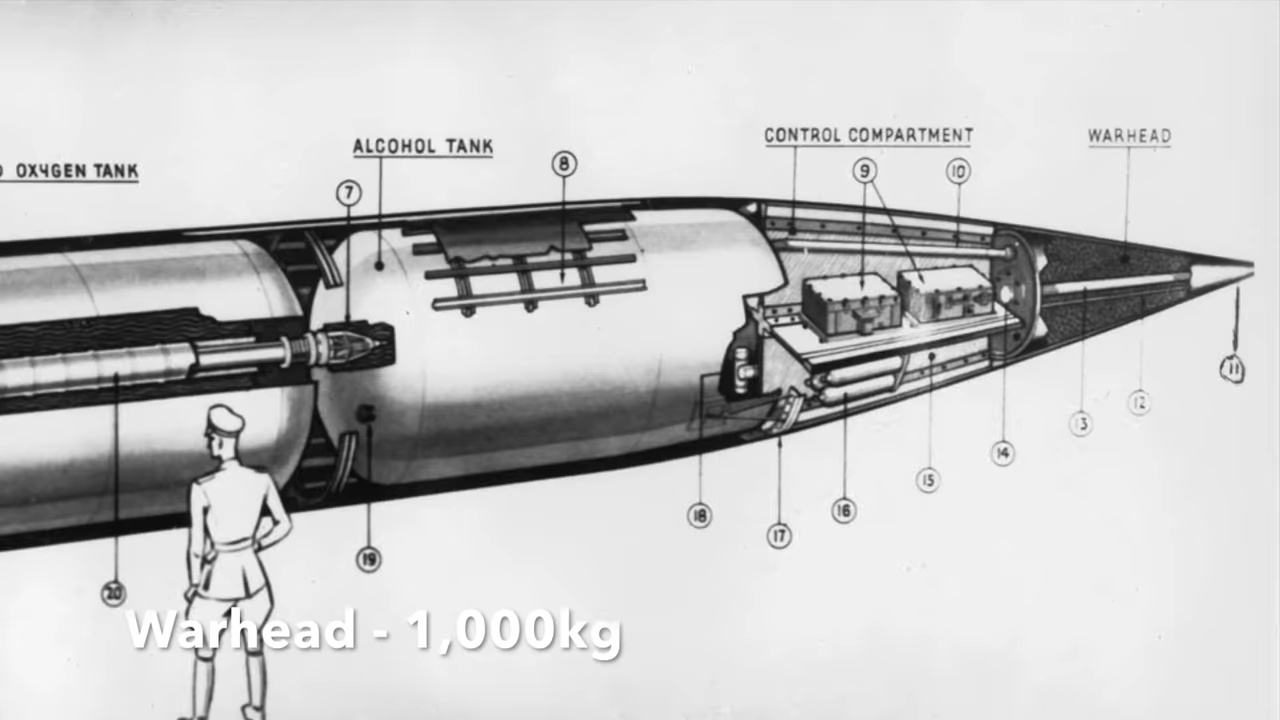 CONTROL COMPARTMENT
WARHEAD
ALCOHOL TANK
OXYGEN TANK
8
9
10
7
11
12
13
14
15
16
18
17
19
20
Warhead - 1,000kg